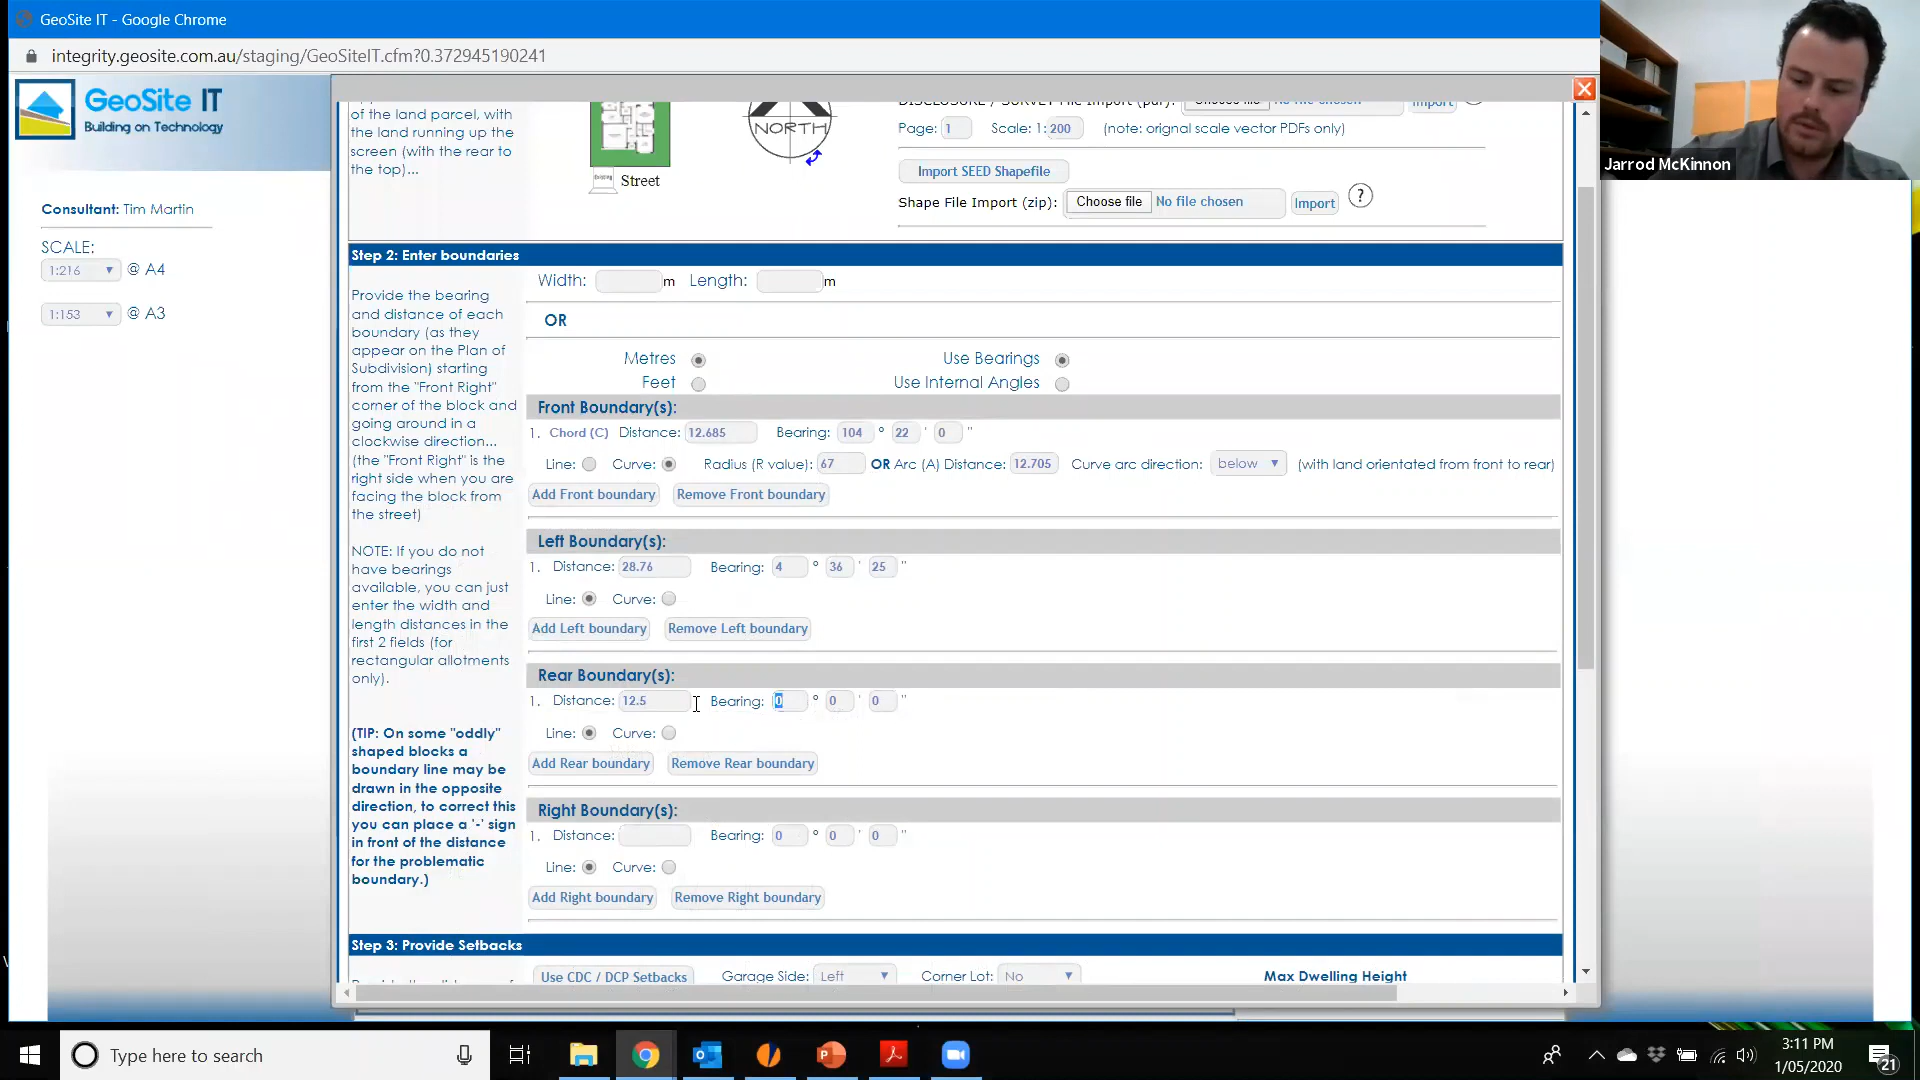 GeoSite IT - Google Chrome
integrity.geosite.com.au/staging/GeoSiteIT.cfm?0.372945190241
GeoSite IT
Building on Technology
Consultant: Tim Martin
SCALE:
1:216 @ A4
1:153 @ A3
of the land parcel, with
the land running up the
screen (with the rear to
the top)...
Existing
Street
NORTH
DISCLOSURE / SURVEY File Import (pdf): Choose file No file chosen Import
Page: 1 Scale: 1: 200 (note: orignal scale vector PDFs only)
Import SEED Shapefile
Shape File Import (zip): Choose file No file chosen Import ?
Step 2: Enter boundaries
Provide the bearing
and distance of each
boundary (as they
appear on the Plan of
Subdivision) starting
from the "Front Right"
corner of the block and
going around in a
clockwise direction...
(the "Front Right" is the
right side when you are
facing the block from
the street)
NOTE: If you do not
have bearings
available, you can just
enter the width and
length distances in the
first 2 fields (for
rectangular allotments
only).
(TIP: On some "oddly"
shaped blocks a
boundary line may be
drawn in the opposite
direction, to correct this
you can place a '-' sign
in front of the distance
for the problematic
boundary.)
Width: m Length: m
OR
Metres Use Bearings
Feet Use Internal Angles
Front Boundary(s):
1. Chord (C) Distance: 12.685 Bearing: 104 ° 22 ' 0 "
Line: Curve: Radius (R value): 67 OR Arc (A) Distance: 12.705 Curve arc direction: below (with land orientated from front to rear)
Add Front boundary Remove Front boundary
Left Boundary(s):
1. Distance: 28.76 Bearing: 4 ° 36 ' 25 "
Line: Curve:
Add Left boundary Remove Left boundary
Rear Boundary(s):
1. Distance: 12.5 Bearing: 0 ° 0 ' 0 "
Line: Curve:
Add Rear boundary Remove Rear boundary
Right Boundary(s):
1. Distance: Bearing: 0 ° 0 ' 0 "
Line: Curve:
Add Right boundary Remove Right boundary
Step 3: Provide Setbacks
Use CDC / DCP Setbacks Garage Side: Left Corner Lot: No Max Dwelling Height
Jarrod McKinnon
Type here to search
3:11 PM
1/05/2020
21